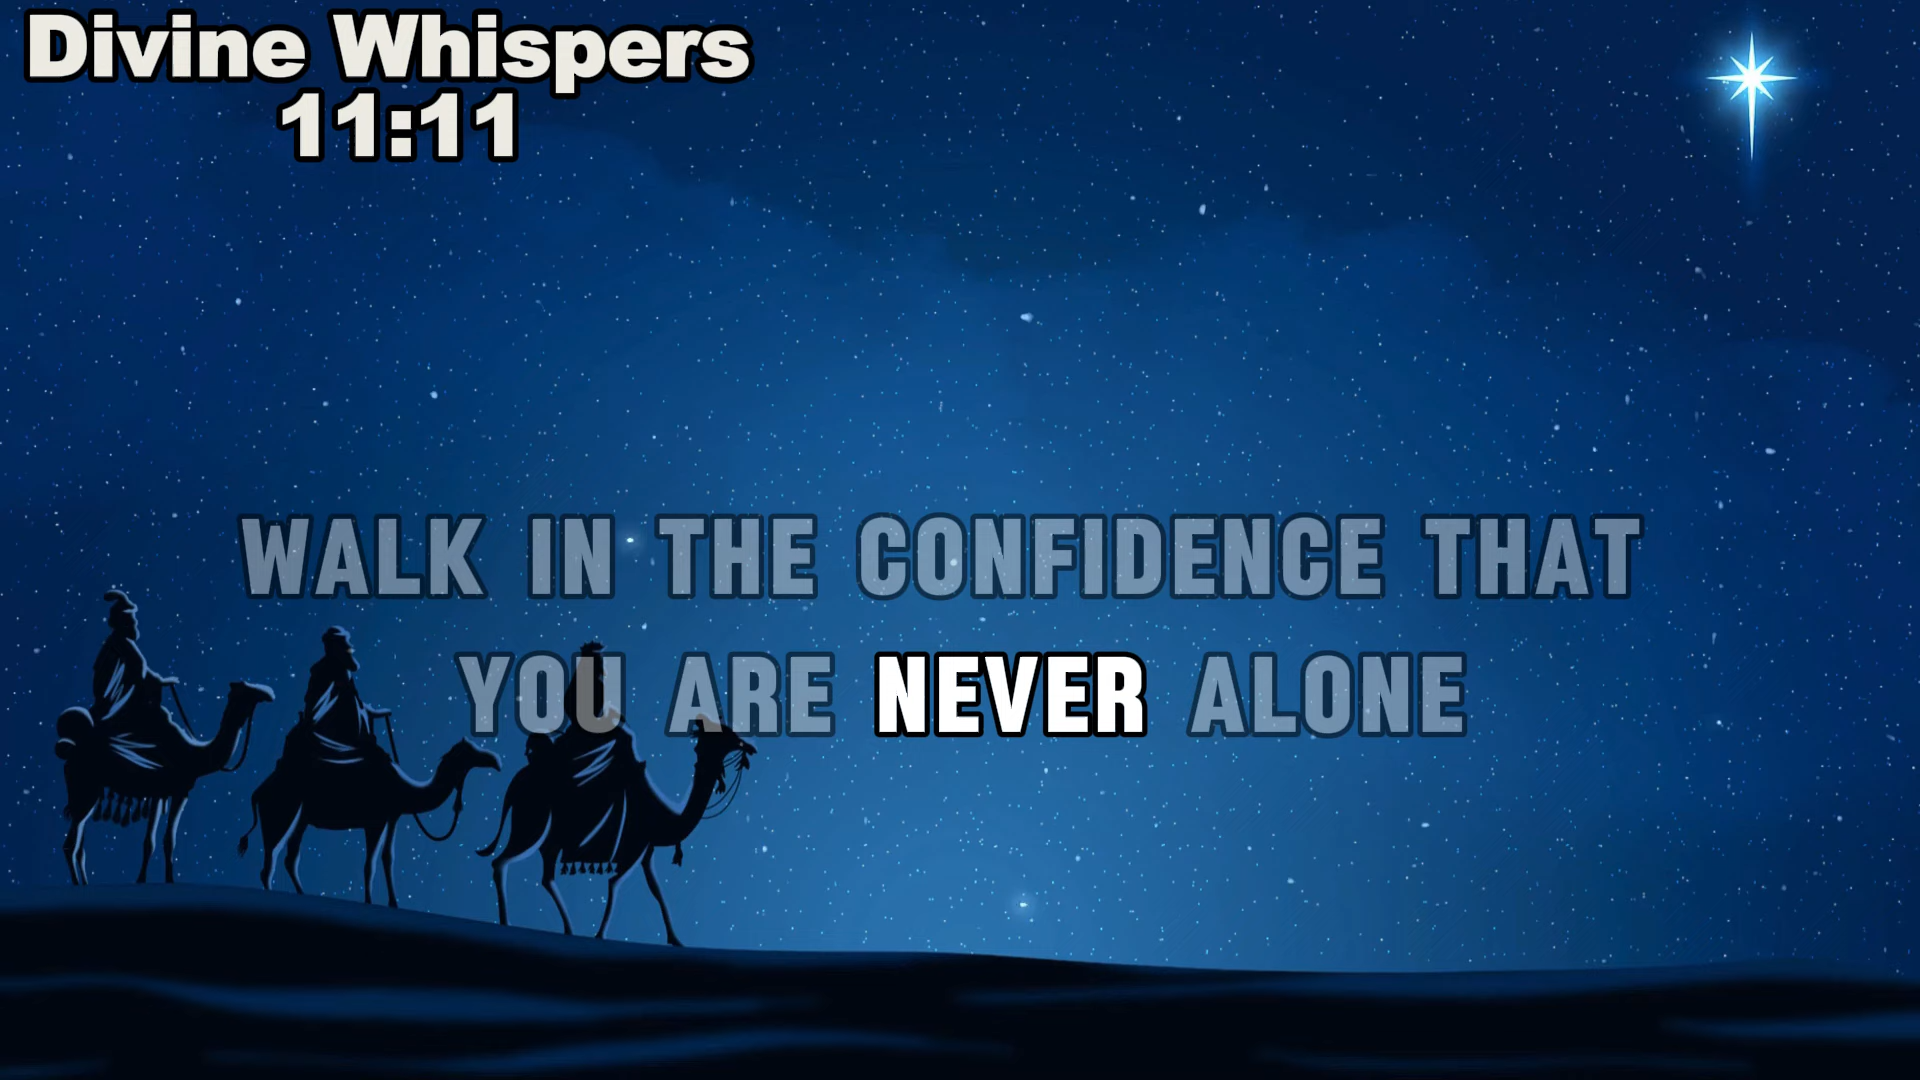 Divine Whispers
11:11
WALK IN THE CONFIDENCE THAT
YOU ARE NEVER ALONE